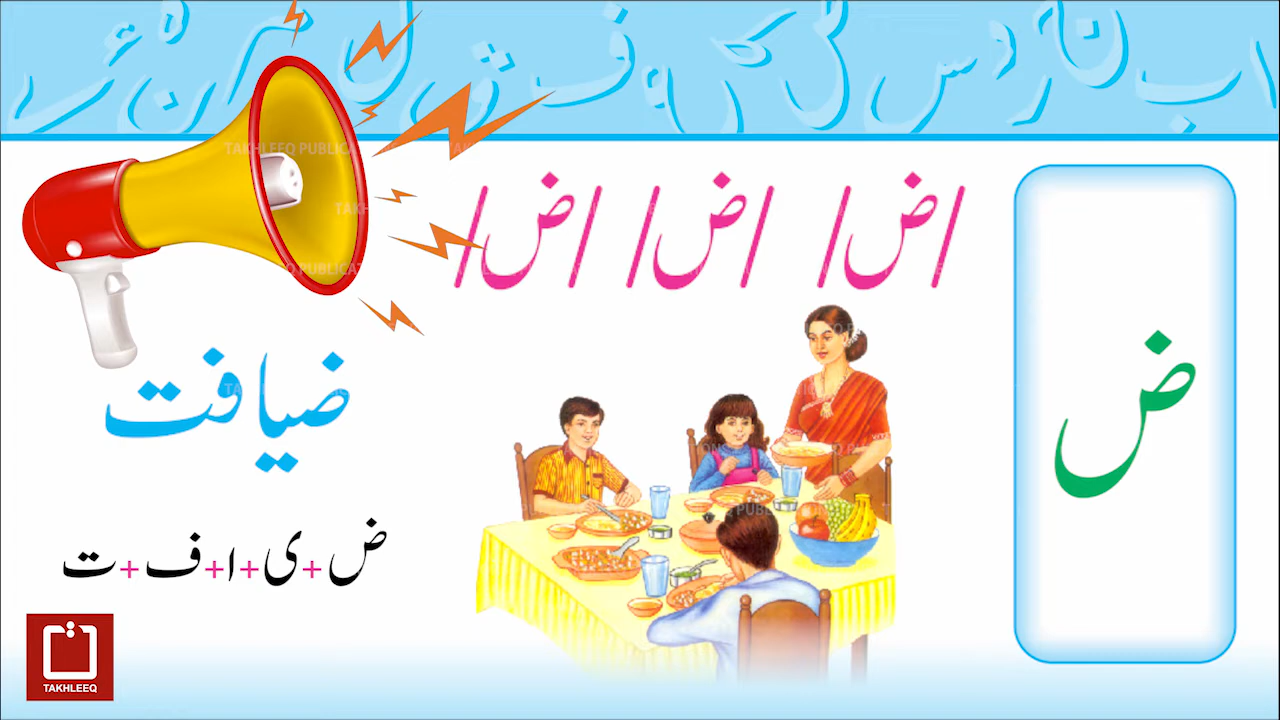 اض ا اض ا اض ا
ض
ضیافت
ض+ی+ا+ف+ت
TAKHLEEQ